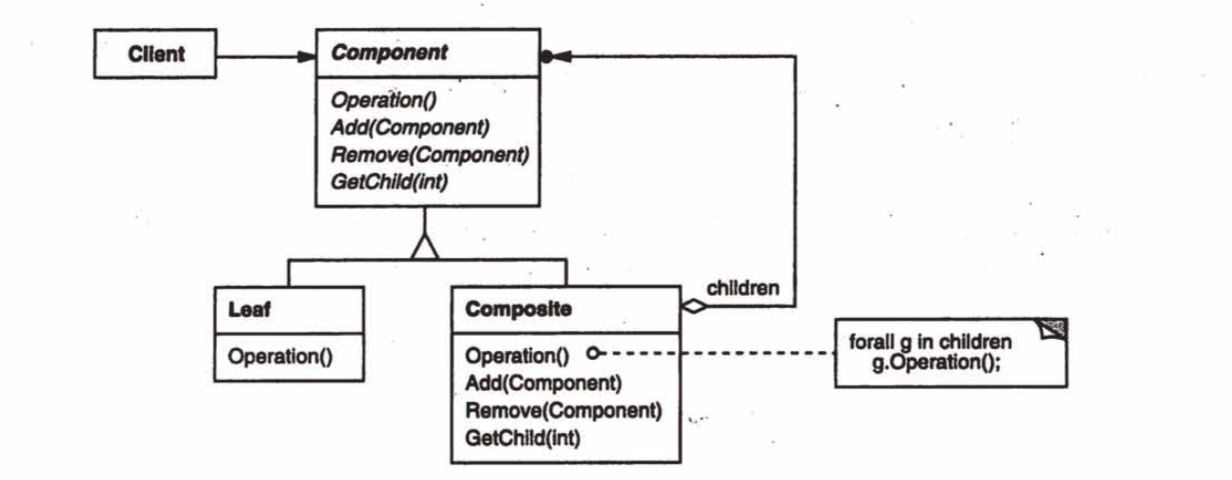 Client
Component
Operation()
Add(Component)
Remove(Component)
GetChild(int)
Leaf
Operation()
Composite
Operation()
Add(Component)
Remove(Component)
GetChild(int)
children
forall g in children
g.Operation();